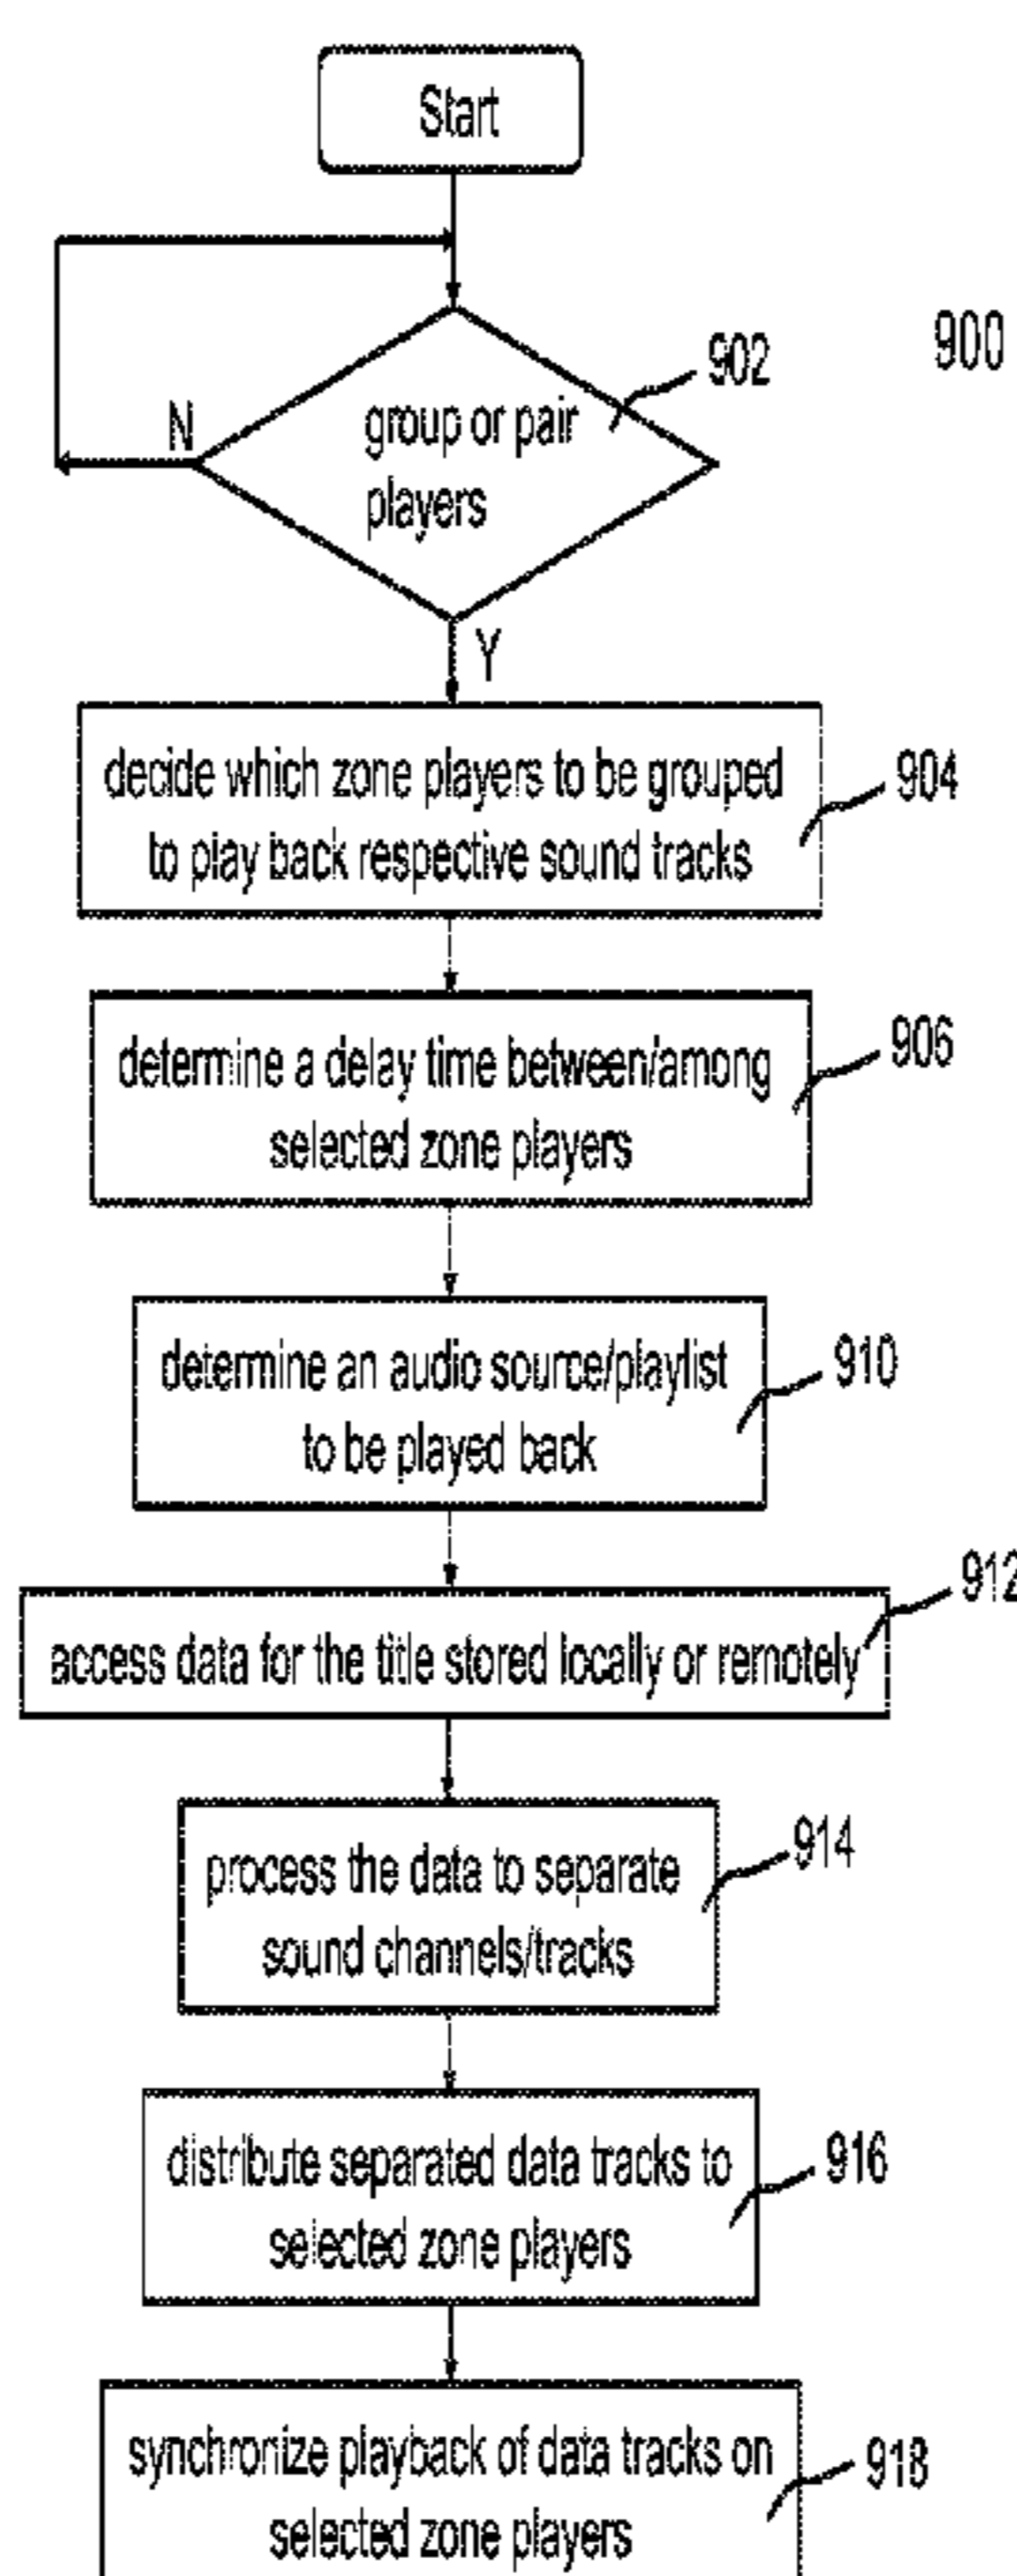 Start
900
902
group or pair
players
N
Y
decide which zone players to be grouped
to play back respective sound tracks
904
determine a delay time between/among
selected zone players
906
determine an audio source/playlist
to be played back
910
access data for the title stored locally or remotely
912
process the data to separate
sound channels/tracks
914
distribute separated data tracks to
selected zone players
916
synchronize playback of data tracks on
selected zone players
918